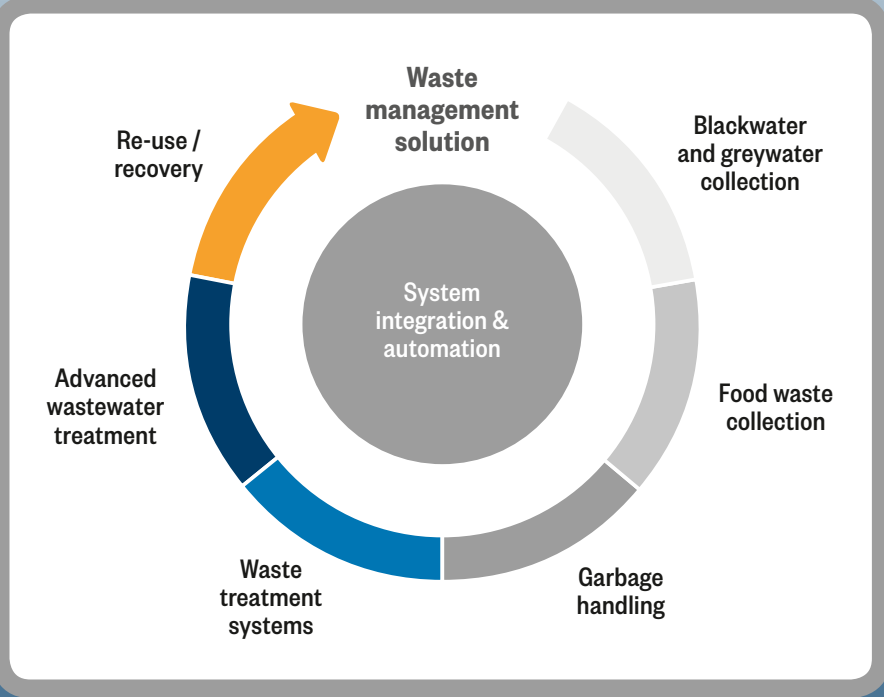 Waste
management
solution
Blackwater
and greywater
collection
Food waste
collection
Garbage
handling
Waste
treatment
systems
Advanced
wastewater
treatment
Re-use /
recovery
System
integration &
automation